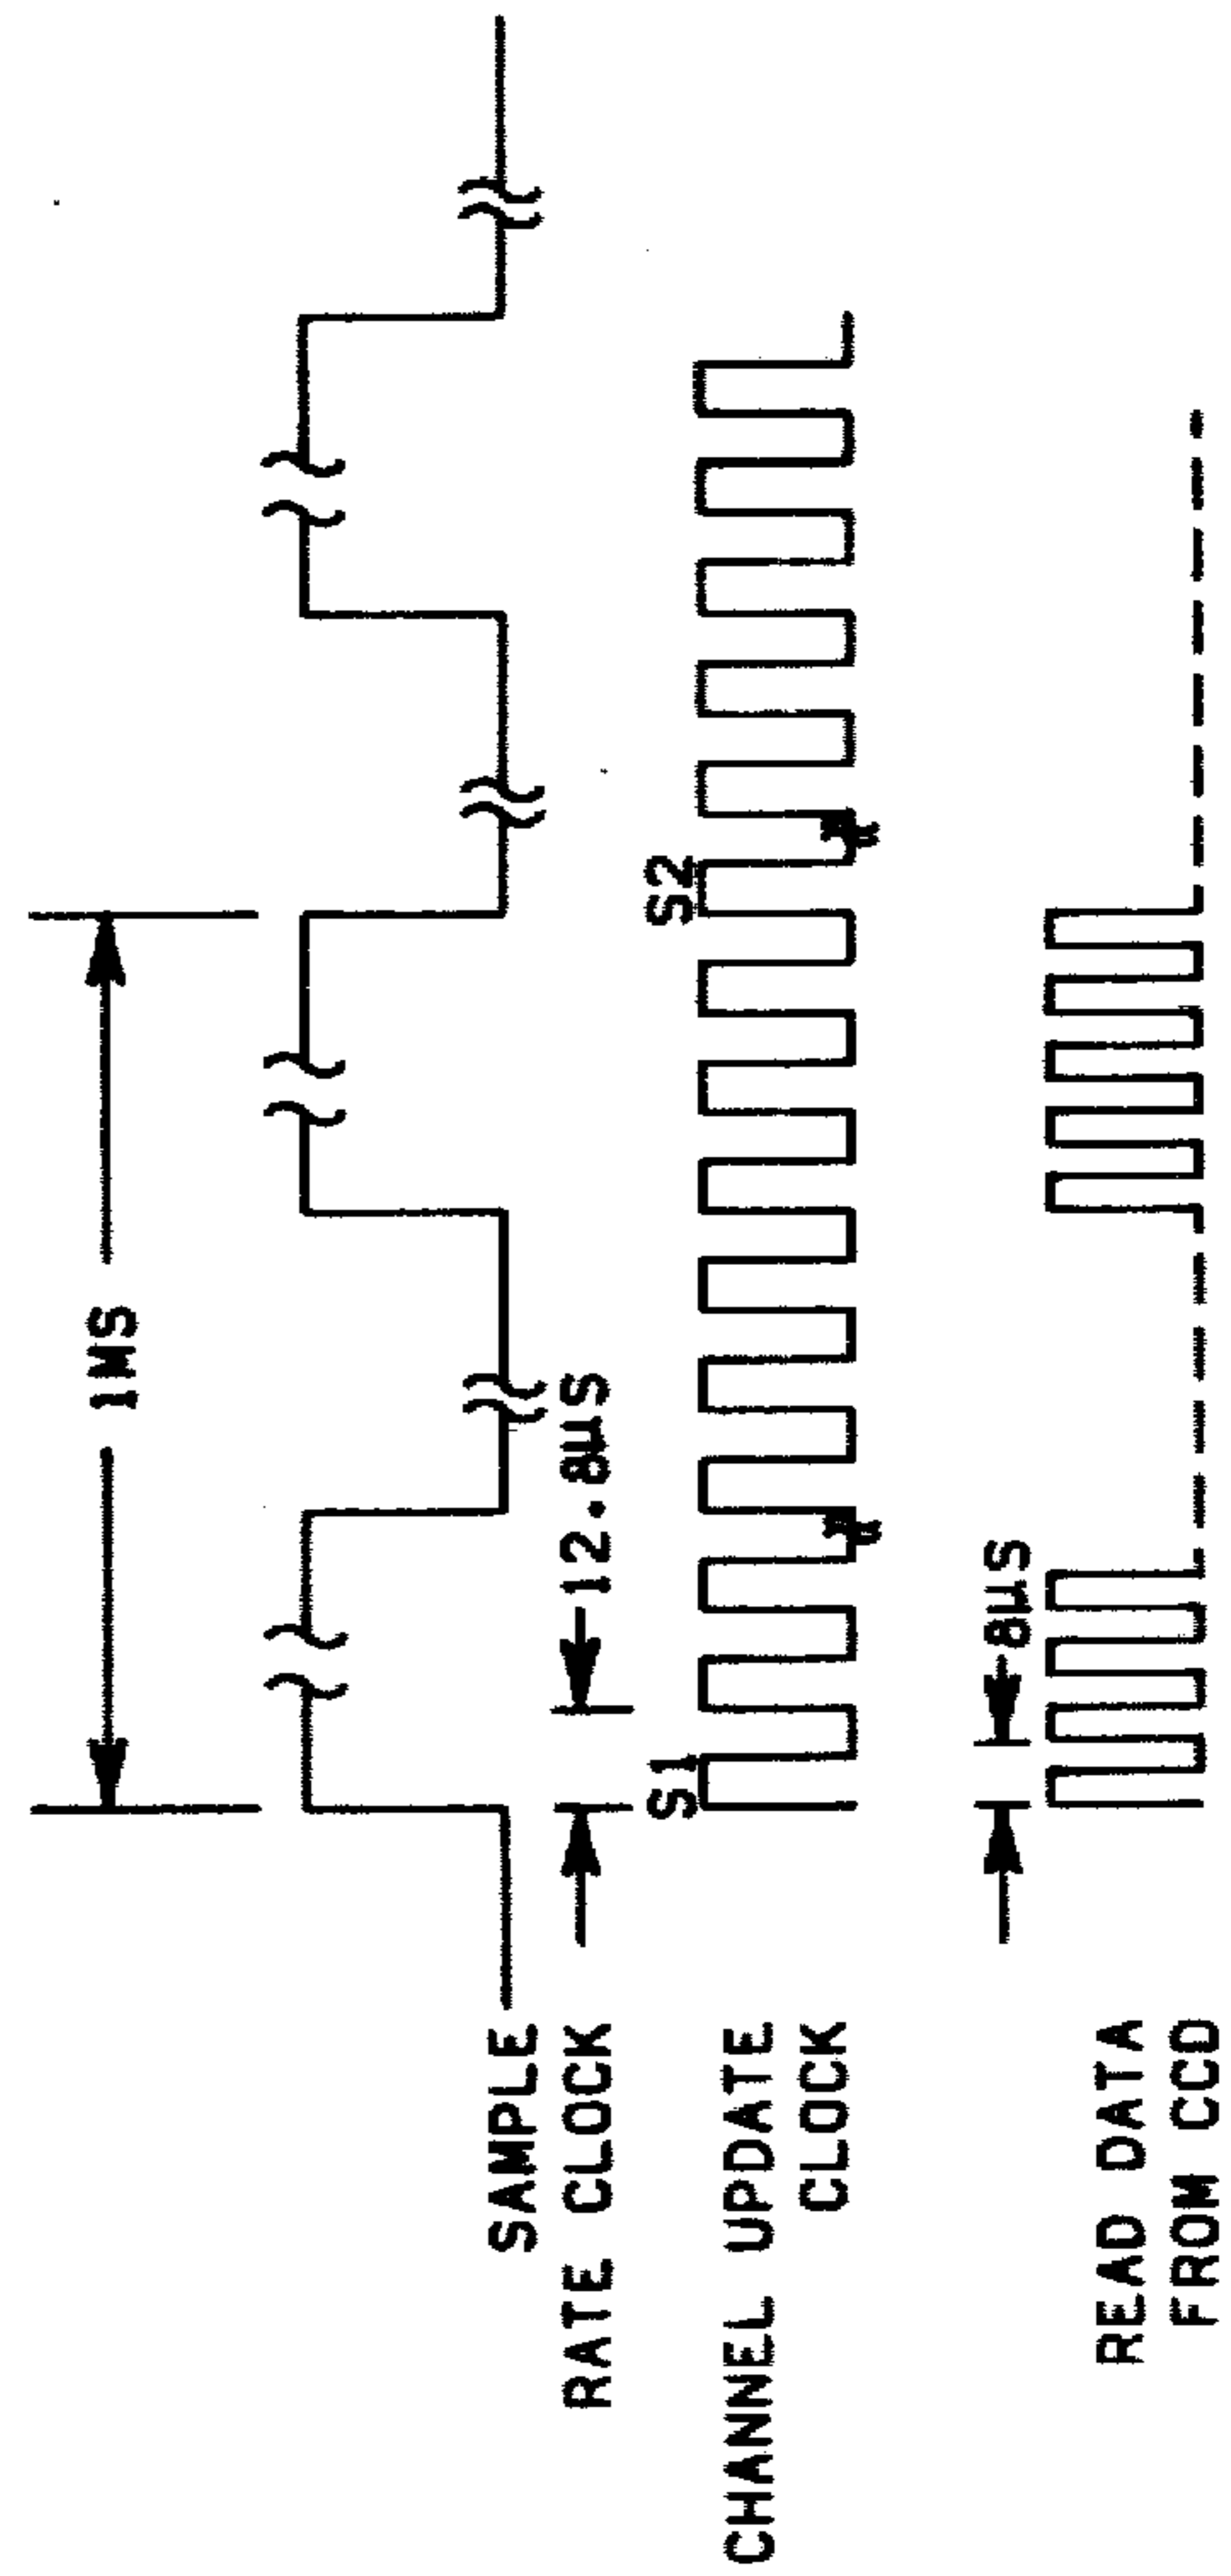 1MS
SAMPLE
RATE CLOCK
12.8µS
S1
S2
CHANNEL UPDATE
CLOCK
8µS
READ DATA
FROM CCD